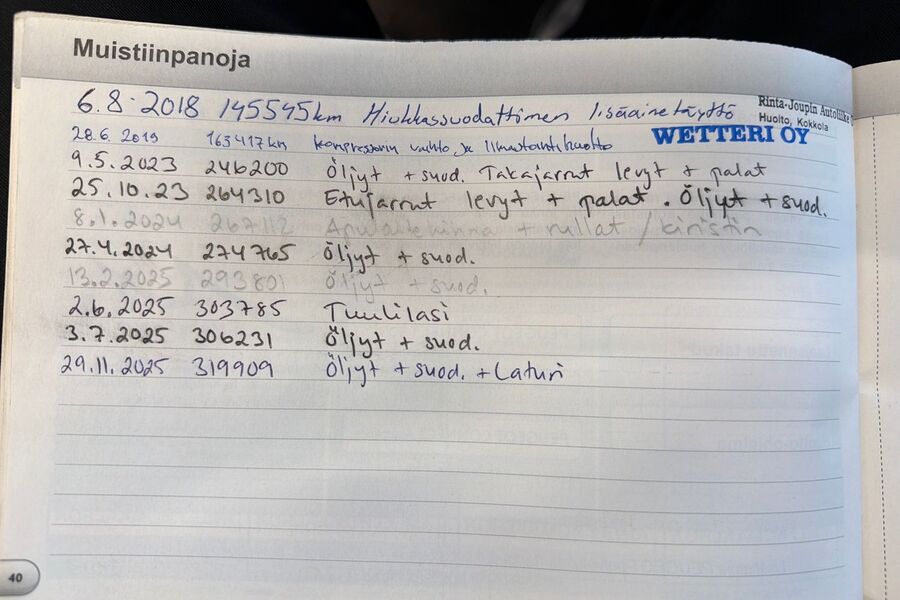 Muistiinpanoja
6.8.2018 145545km Hiukkassuodattimen lisäainetäyttö
Rinta-Joupin Autoliike
Huolto, Kokkola
28.6 2019 163417km kompressorin vaihto ja ilmastointihuolto
WETTERI OY
9.5.2023 246200 Öljyt + suod. Takajarrut levyt + palat
25.10.23 264310 Etujarrut levyt + palat. Öljyt + suod.
8.1.2024 267112 Apulaitehihna + rullat / kiristin
27.4.2024 274765 Öljyt + suod.
13.2.2025 293801 Öljyt + suod.
2.6.2025 303785 Tuulilasi
3.7.2025 306231 Öljyt + suod.
29.11.2025 319909 Öljyt + suod. + Laturi
40